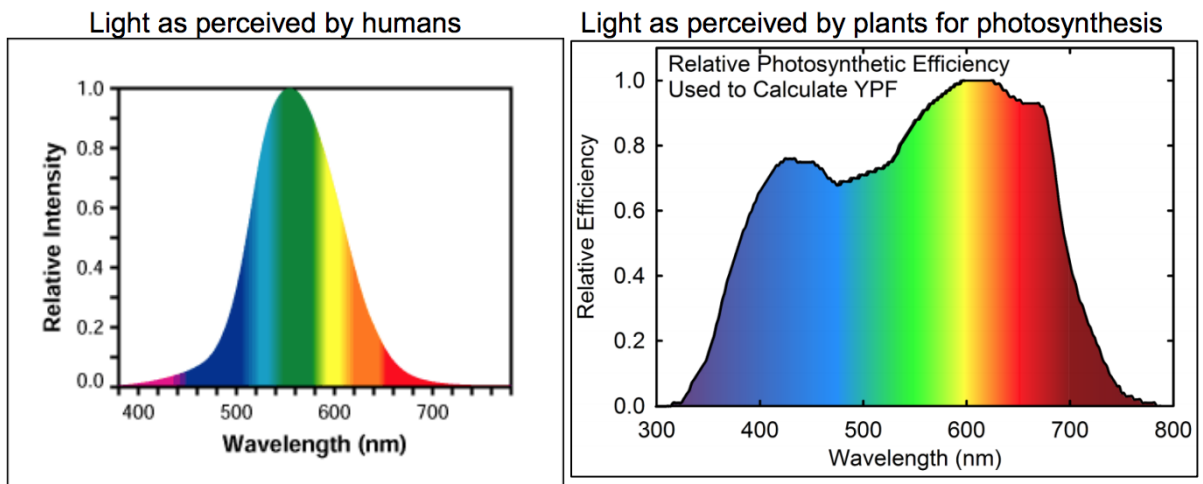 Light as perceived by humans
1.0
0.8
0.6
0.4
0.2
0.0
Relative Intensity
400 500 600 700
Wavelength (nm)
Light as perceived by plants for photosynthesis
Relative Photosynthetic Efficiency
Used to Calculate YPF
1.0
0.8
0.6
0.4
0.2
0.0
Relative Efficiency
300 400 500 600 700 800
Wavelength (nm)